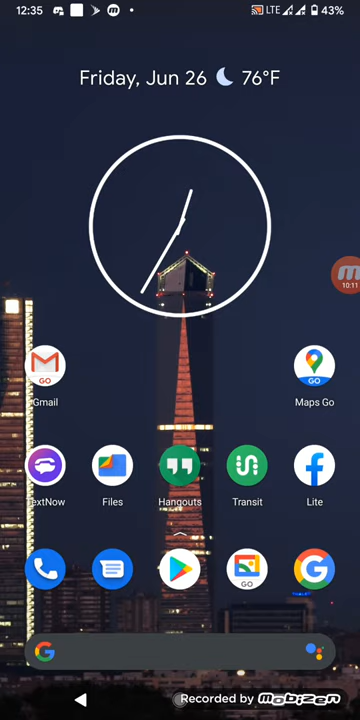 12:35
LTE
43%
Friday, Jun 26 76°F
10:11
GO
Gmail
GO
Maps Go
TextNow
Files
Hangouts
Transit
Lite
GO
Recorded by mobizen